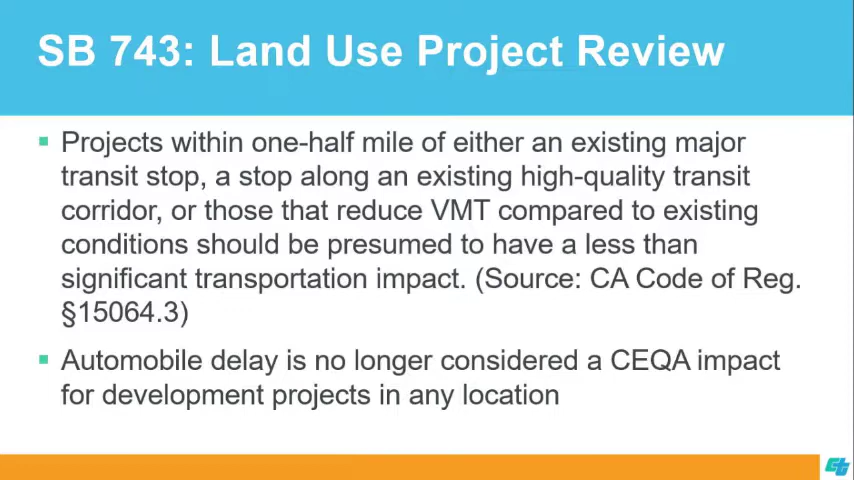 SB 743: Land Use Project Review
Projects within one-half mile of either an existing major
transit stop, a stop along an existing high-quality transit
corridor, or those that reduce VMT compared to existing
conditions should be presumed to have a less than
significant transportation impact. (Source: CA Code of Reg.
§15064.3)
Automobile delay is no longer considered a CEQA impact
for development projects in any location